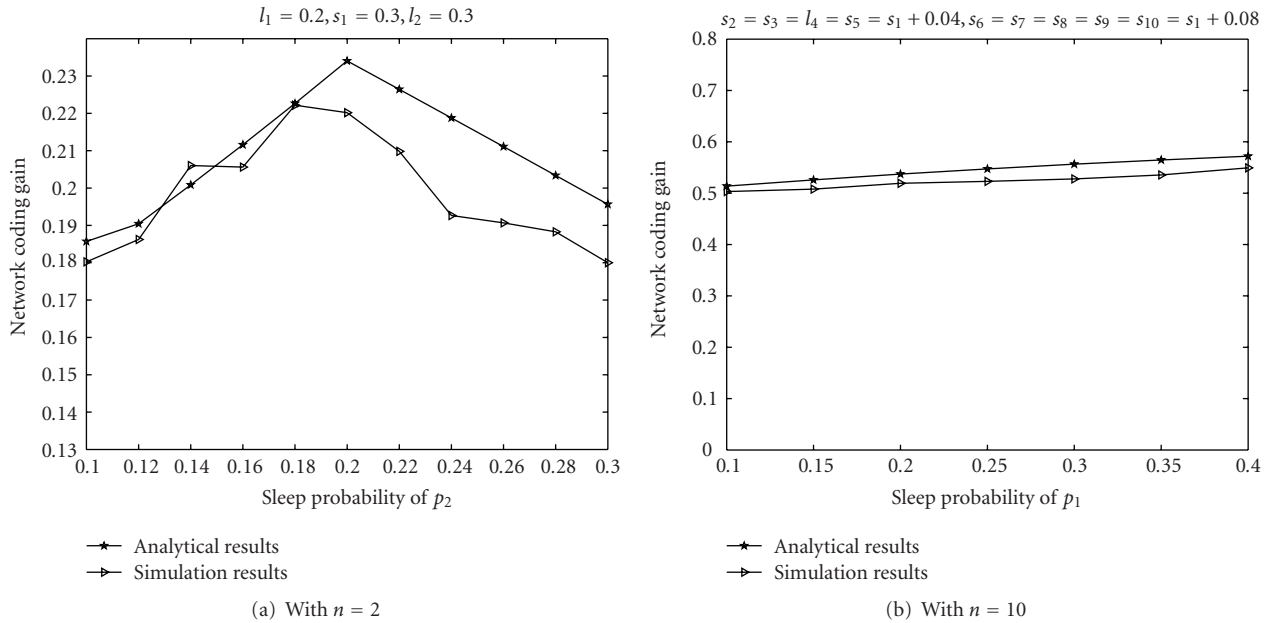 l₁ = 0.2, s₁ = 0.3, l₂ = 0.3
0.23
0.22
0.21
0.2
0.19
0.18
0.17
0.16
0.15
0.14
0.13
Network coding gain
0.1 0.12 0.14 0.16 0.18 0.2 0.22 0.24 0.26 0.28 0.3
Sleep probability of p₂
Analytical results
Simulation results
(a) With n = 2
s₂ = s₃ = l₄ = s₅ = s₁ + 0.04, s₆ = s₇ = s₈ = s₉ = s₁₀ = s₁ + 0.08
0.8
0.7
0.6
0.5
0.4
0.3
0.2
0.1
0
Network coding gain
0.1 0.15 0.2 0.25 0.3 0.35 0.4
Sleep probability of p₁
Analytical results
Simulation results
(b) With n = 10